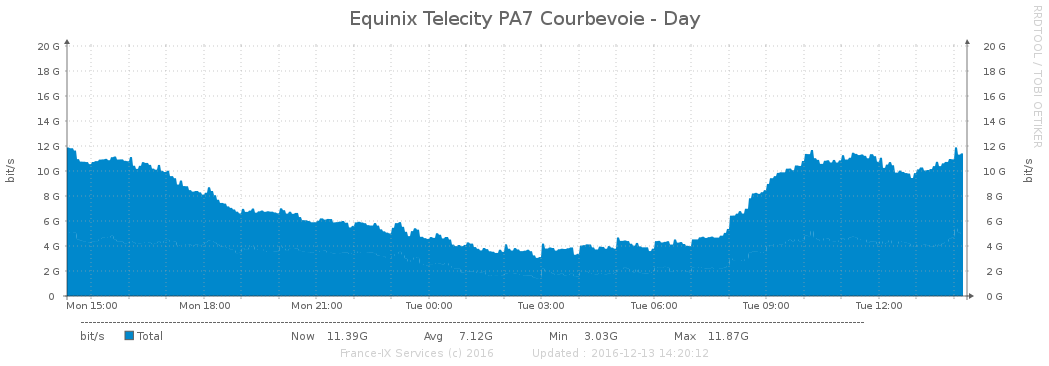 Equinix Telecity PA7 Courbevoie - Day
RRDTOOL / TOBI OETIKER
20 G 20 G
18 G 18 G
16 G 16 G
14 G 14 G
12 G 12 G
10 G 10 G
8 G 8 G
6 G 6 G
4 G 4 G
2 G 2 G
0 0 G
bit/s bit/s
Mon 15:00 Mon 18:00 Mon 21:00 Tue 00:00 Tue 03:00 Tue 06:00 Tue 09:00 Tue 12:00
bit/s Total Now 11.39G Avg 7.12G Min 3.03G Max 11.87G
France-IX Services (c) 2016 Updated : 2016-12-13 14:20:12